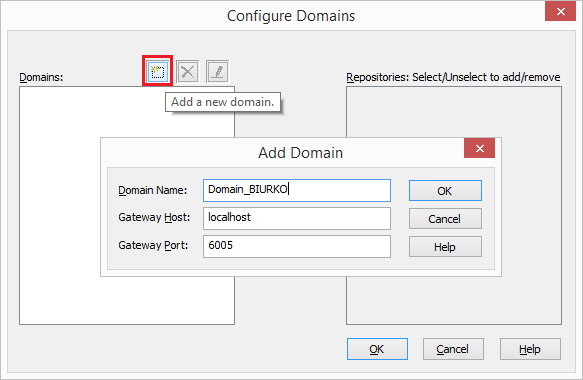 Configure Domains
Domains:
Repositories: Select/Unselect to add/remove
Add a new domain.
Add Domain
Domain Name: Domain_BIURKO OK
Gateway Host: localhost Cancel
Gateway Port: 6005 Help
OK Cancel Help